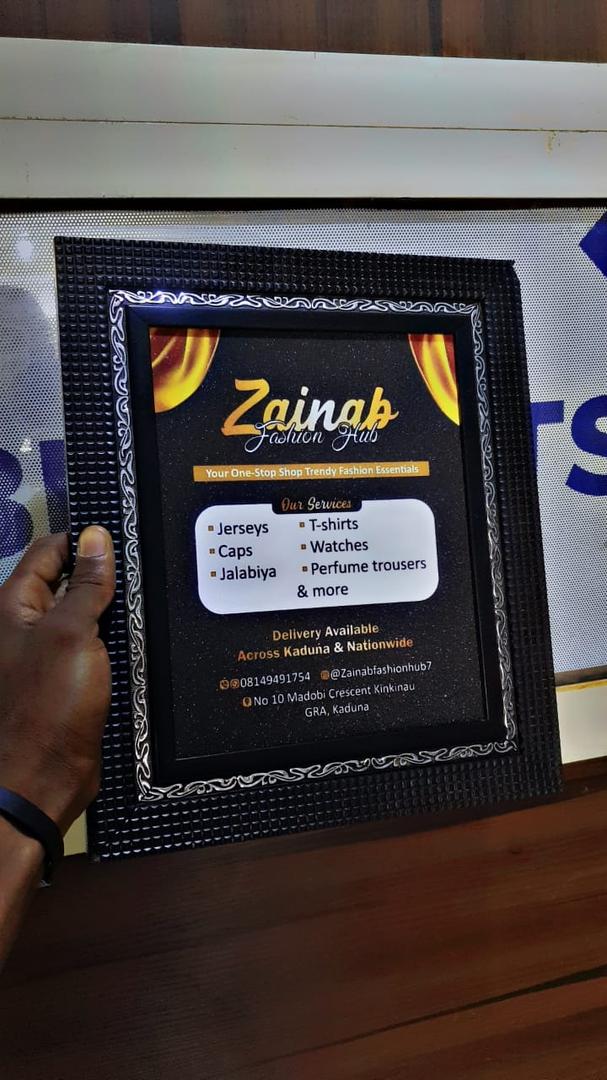 Zainab
Fashion Hub
Your One-Stop Shop Trendy Fashion Essentials
Our Services
Jerseys
Caps
Jalabiya
T-shirts
Watches
Perfume trousers
& more
Delivery Available
Across Kaduna & Nationwide
08149491754 @Zainabfashionhub7
No 10 Madobi Crescent Kinkinau
GRA, Kaduna
TS